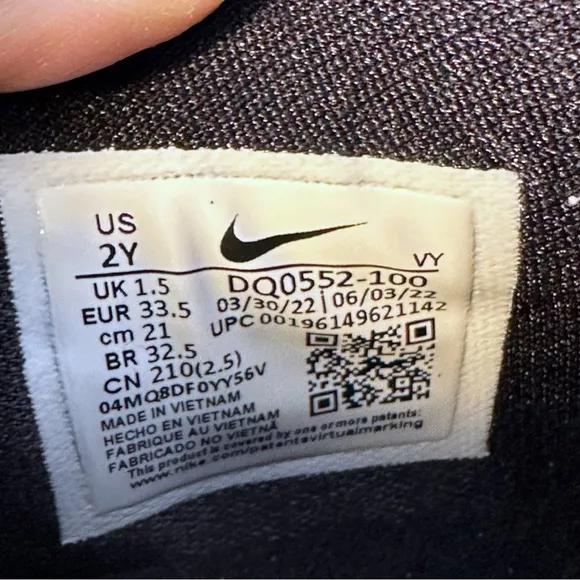 US
2Y
VY
UK 1.5
EUR 33.5
cm 21
BR 32.5
CN 210(2.5)
DQ0552-100
03/30/22 | 06/03/22
UPC 00196149621142
04MQ8DF0YY56V
MADE IN VIETNAM
HECHO EN VIETNAM
FABRIQUE AU VIETNAM
FABRICADO NO VIETNÃ
This product is covered by one or more patents:
www.nike.com/patentsvirtualmarking